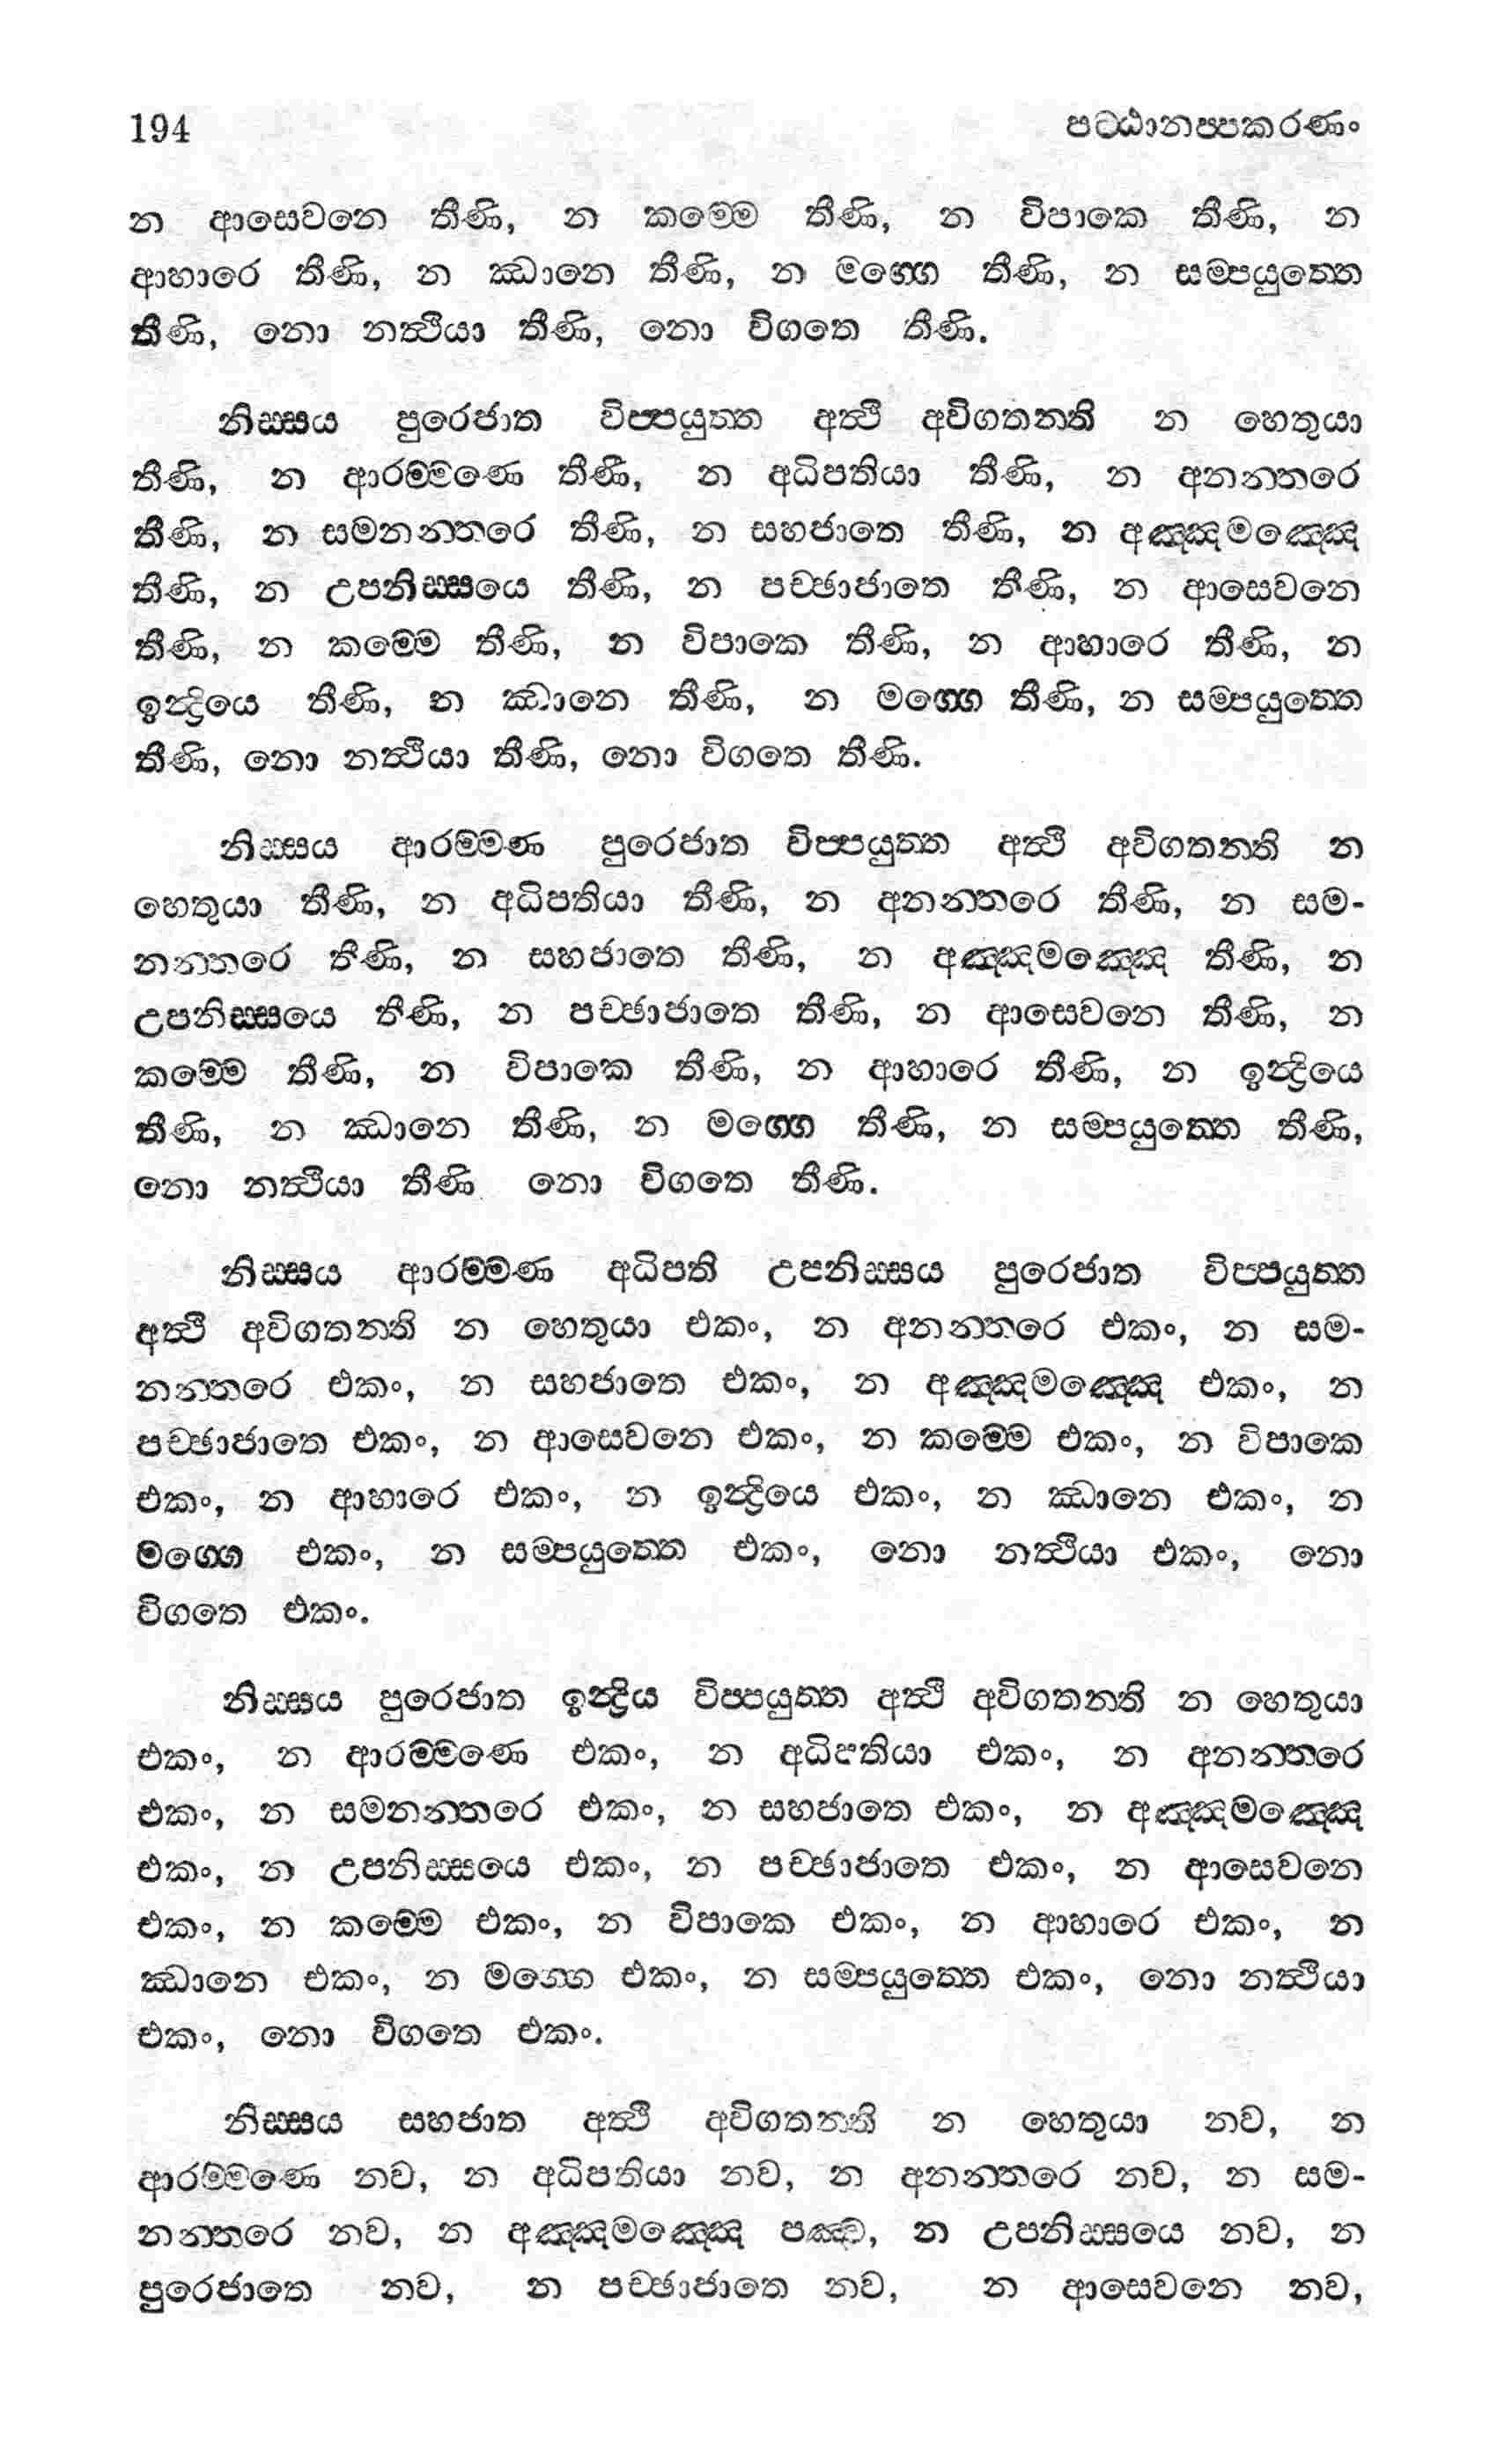 194 පට්ඨානප්පකරණං
න ආසෙවනෙ තීණි, න කම්මෙ තීණි, න විපාකෙ තීණි, න
ආහාරෙ තීණි, න ඣානෙ තීණි, න මග්ගෙ තීණි, න සම්පයුත්තෙ
තීණි, නො නත්ථියා තීණි, නො විගතෙ තීණි.
නිස්සය පුරෙජාත විප්පයුත්ත අත්ථි අවිගතන්ති න හෙතුයා
තීණි, න ආරම්මණෙ තීණි, න අධිපතියා තීණි, න අනන්තරෙ
තීණි, න සමනන්තරෙ තීණි, න සහජාතෙ තීණි, න අඤ්ඤමඤ්ඤෙ
තීණි, න උපනිස්සයෙ තීණි, න පච්ඡාජාතෙ තීණි, න ආසෙවනෙ
තීණි, න කම්මෙ තීණි, න විපාකෙ තීණි, න ආහාරෙ තීණි, න
ඉන්ද්‍රියෙ තීණි, න ඣානෙ තීණි, න මග්ගෙ තීණි, න සම්පයුත්තෙ
තීණි, නො නත්ථියා තීණි, නො විගතෙ තීණි.
නිස්සය ආරම්මණ පුරෙජාත විප්පයුත්ත අත්ථි අවිගතන්ති න
හෙතුයා තීණි, න අධිපතියා තීණි, න අනන්තරෙ තීණි, න සම-
නන්තරෙ තීණි, න සහජාතෙ තීණි, න අඤ්ඤමඤ්ඤෙ තීණි, න
උපනිස්සයෙ තීණි, න පච්ඡාජාතෙ තීණි, න ආසෙවනෙ තීණි, න
කම්මෙ තීණි, න විපාකෙ තීණි, න ආහාරෙ තීණි, න ඉන්ද්‍රියෙ
තීණි, න ඣානෙ තීණි, න මග්ගෙ තීණි, න සම්පයුත්තෙ තීණි,
නො නත්ථියා තීණි නො විගතෙ තීණි.
නිස්සය ආරම්මණ අධිපති උපනිස්සය පුරෙජාත විප්පයුත්ත
අත්ථි අවිගතන්ති න හෙතුයා එකං, න අනන්තරෙ එකං, න සම-
නන්තරෙ එකං, න සහජාතෙ එකං, න අඤ්ඤමඤ්ඤෙ එකං, න
පච්ඡාජාතෙ එකං, න ආසෙවනෙ එකං, න කම්මෙ එකං, න විපාකෙ
එකං, න ආහාරෙ එකං, න ඉන්ද්‍රියෙ එකං, න ඣානෙ එකං, න
මග්ගෙ එකං, න සම්පයුත්තෙ එකං, නො නත්ථියා එකං, නො
විගතෙ එකං.
නිස්සය පුරෙජාත ඉන්ද්‍රිය විප්පයුත්ත අත්ථි අවිගතන්ති න හෙතුයා
එකං, න ආරම්මණෙ එකං, න අධිපතියා එකං, න අනන්තරෙ
එකං, න සමනන්තරෙ එකං, න සහජාතෙ එකං, න අඤ්ඤමඤ්ඤෙ
එකං, න උපනිස්සයෙ එකං, න පච්ඡාජාතෙ එකං, න ආසෙවනෙ
එකං, න කම්මෙ එකං, න විපාකෙ එකං, න ආහාරෙ එකං, න
ඣානෙ එකං, න මග්ගෙ එකං, න සම්පයුත්තෙ එකං, නො නත්ථියා
එකං, නො විගතෙ එකං.
නිස්සය සහජාත අත්ථි අවිගතන්ති න හෙතුයා නව, න
ආරම්මණෙ නව, න අධිපතියා නව, න අනන්තරෙ නව, න සම-
නන්තරෙ නව, න අඤ්ඤමඤ්ඤෙ පඤ්ච, න උපනිස්සයෙ නව, න
පුරෙජාතෙ නව, න පච්ඡාජාතෙ නව, න ආසෙවනෙ නව,